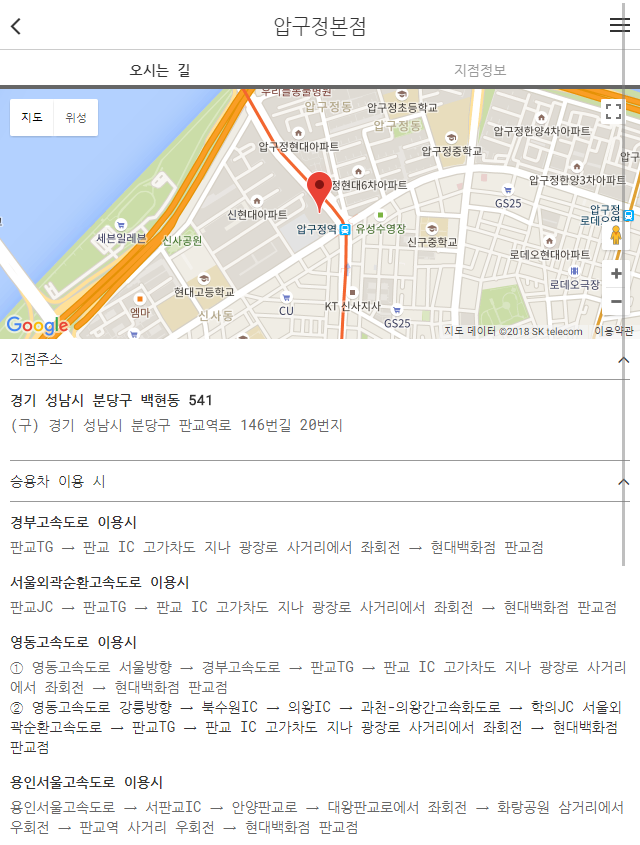 압구정본점
오시는 길
지점정보
지도
위성
우리들공물병원
압구정동
압구정초등학교
압구정동
압구정한양4차아파트
압구정현대아파트
압구정중학교
정현대6차아파트
압구정한양3차아파트
압구
GS25
신현대아파트
압구정역
유성수영장
압구정
로데오역
세븐일레븐
신사공원
신구중학교
로데오현대아파트
현대고등학교
로데오극장
엠마
신사동
CU
KT 신사지사
GS25
Google
지도 데이터 ©2018 SK telecom
이용약관
지점주소
경기 성남시 분당구 백현동 541
(구) 경기 성남시 분당구 판교역로 146번길 20번지
승용차 이용 시
경부고속도로 이용시
판교TG → 판교 IC 고가차도 지나 광장로 사거리에서 좌회전 → 현대백화점 판교점
서울외곽순환고속도로 이용시
판교JC → 판교TG → 판교 IC 고가차도 지나 광장로 사거리에서 좌회전 → 현대백화점 판교점
영동고속도로 이용시
① 영동고속도로 서울방향 → 경부고속도로 → 판교TG → 판교 IC 고가차도 지나 광장로 사거리
에서 좌회전 → 현대백화점 판교점
② 영동고속도로 강릉방향 → 북수원IC → 의왕IC → 과천-의왕간고속화도로 → 학의JC 서울외
곽순환고속도로 → 판교TG → 판교 IC 고가차도 지나 광장로 사거리에서 좌회전 → 현대백화점
판교점
용인서울고속도로 이용시
용인서울고속도로 → 서판교IC → 안양판교로 → 대왕판교로에서 좌회전 → 화랑공원 삼거리에서
우회전 → 판교역 사거리 우회전 → 현대백화점 판교점